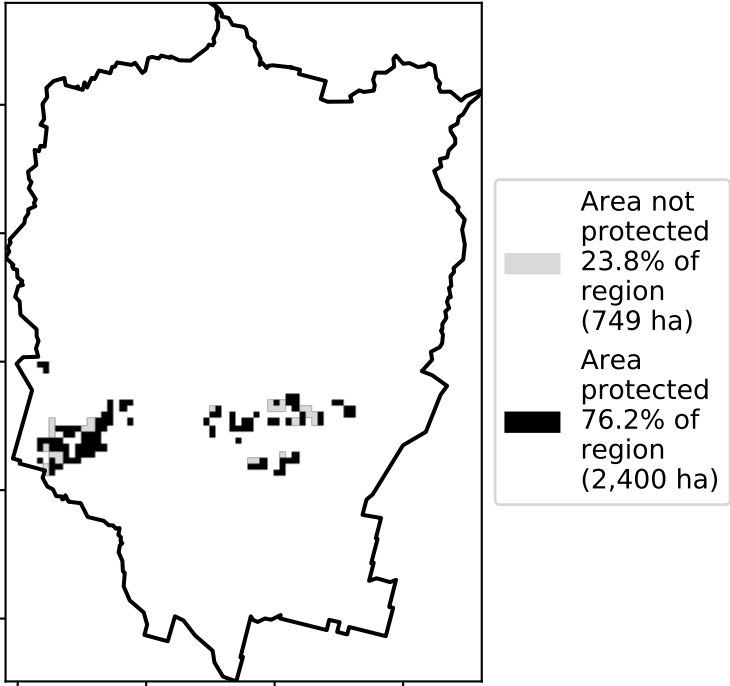 Area not
protected
23.8% of
region
(749 ha)
Area
protected
76.2% of
region
(2,400 ha)